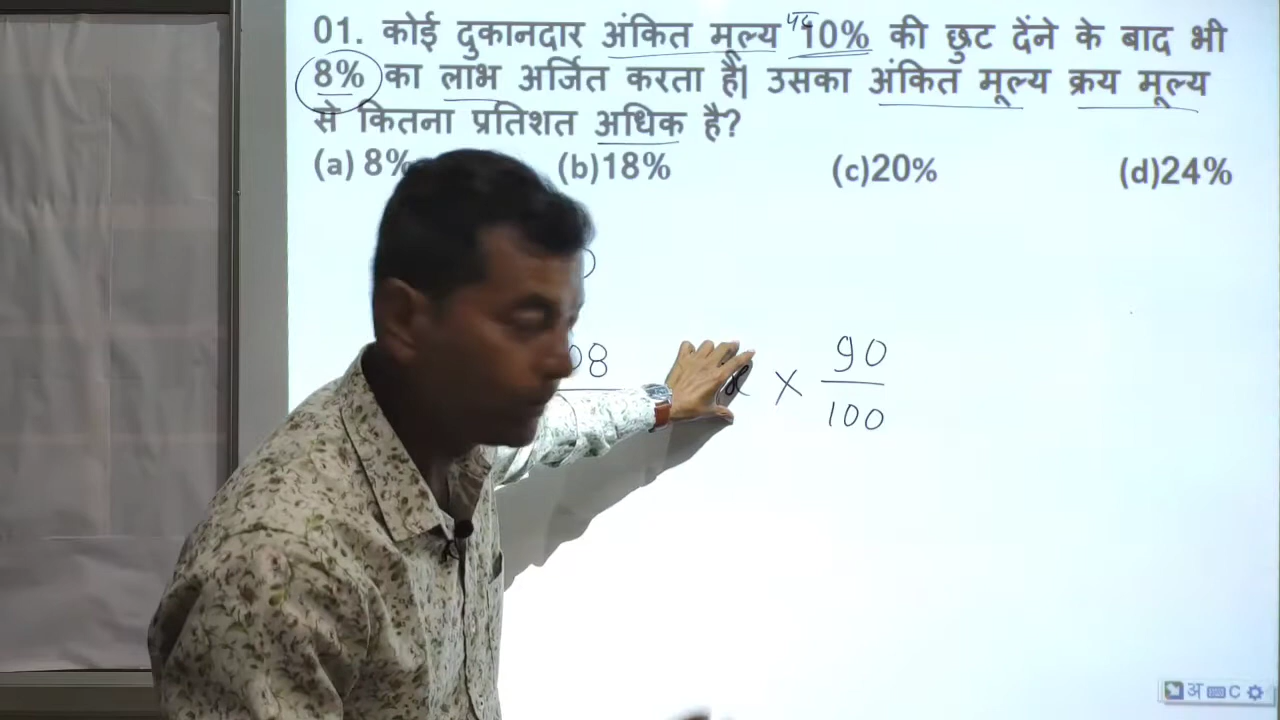 01. कोई दुकानदार अंकित मूल्य पर 10% की छुट देंने के बाद भी
8% का लाभ अर्जित करता है| उसका अंकित मूल्य क्रय मूल्य
से कितना प्रतिशत अधिक है?
(a) 8% (b)18% (c)20% (d)24%
08 x × 90
100
अ C